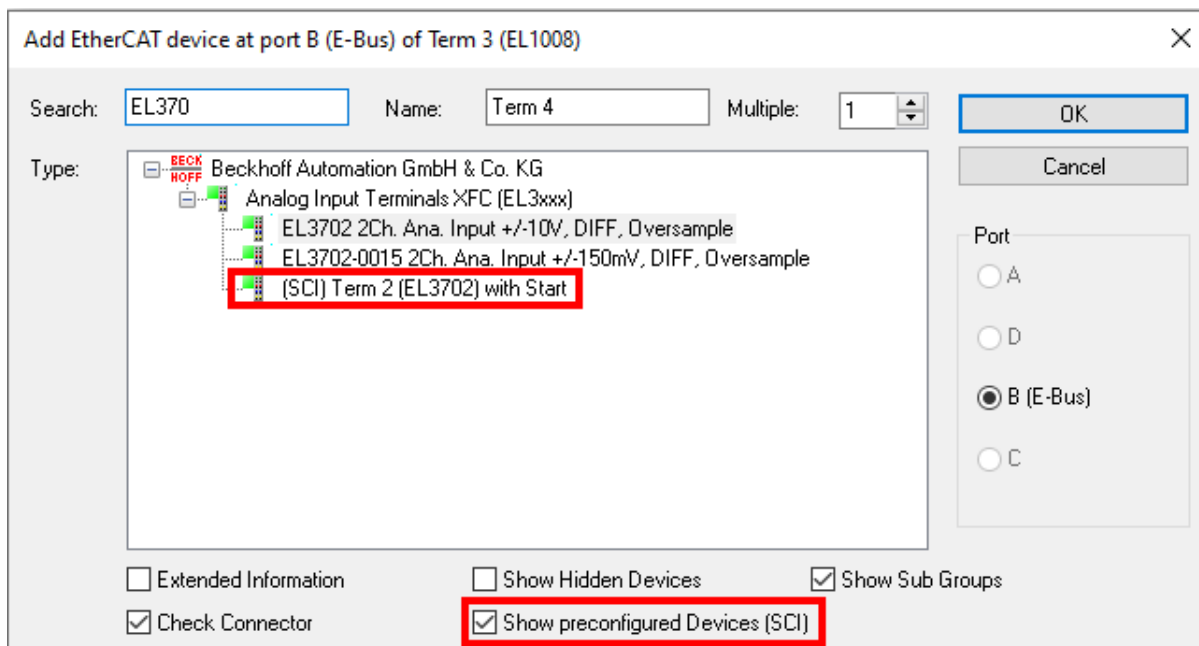 Add EtherCAT device at port B (E-Bus) of Term 3 (EL1008)
Search: EL370 Name: Term 4 Multiple: 1 OK
Type: BECKHOFF Beckhoff Automation GmbH & Co. KG Cancel
Analog Input Terminals XFC (EL3xxx)
EL3702 2Ch. Ana. Input +/-10V, DIFF, Oversample
EL3702-0015 2Ch. Ana. Input +/-150mV, DIFF, Oversample
(SCI) Term 2 (EL3702) with Start
Port
A
D
B (E-Bus)
C
Extended Information Show Hidden Devices Show Sub Groups
Check Connector Show preconfigured Devices (SCI)